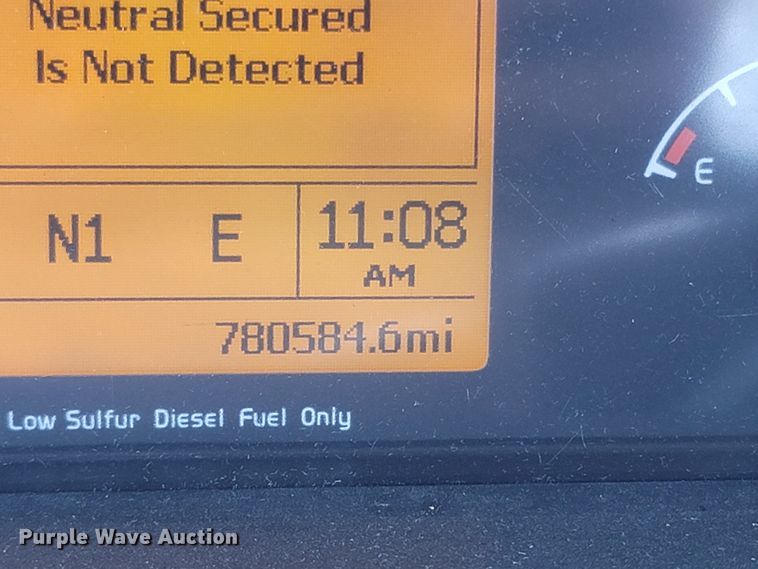 Neutral Secured
Is Not Detected
E
N1 E 11:08
AM
780584.6mi
Low Sulfur Diesel Fuel Only
Purple Wave Auction